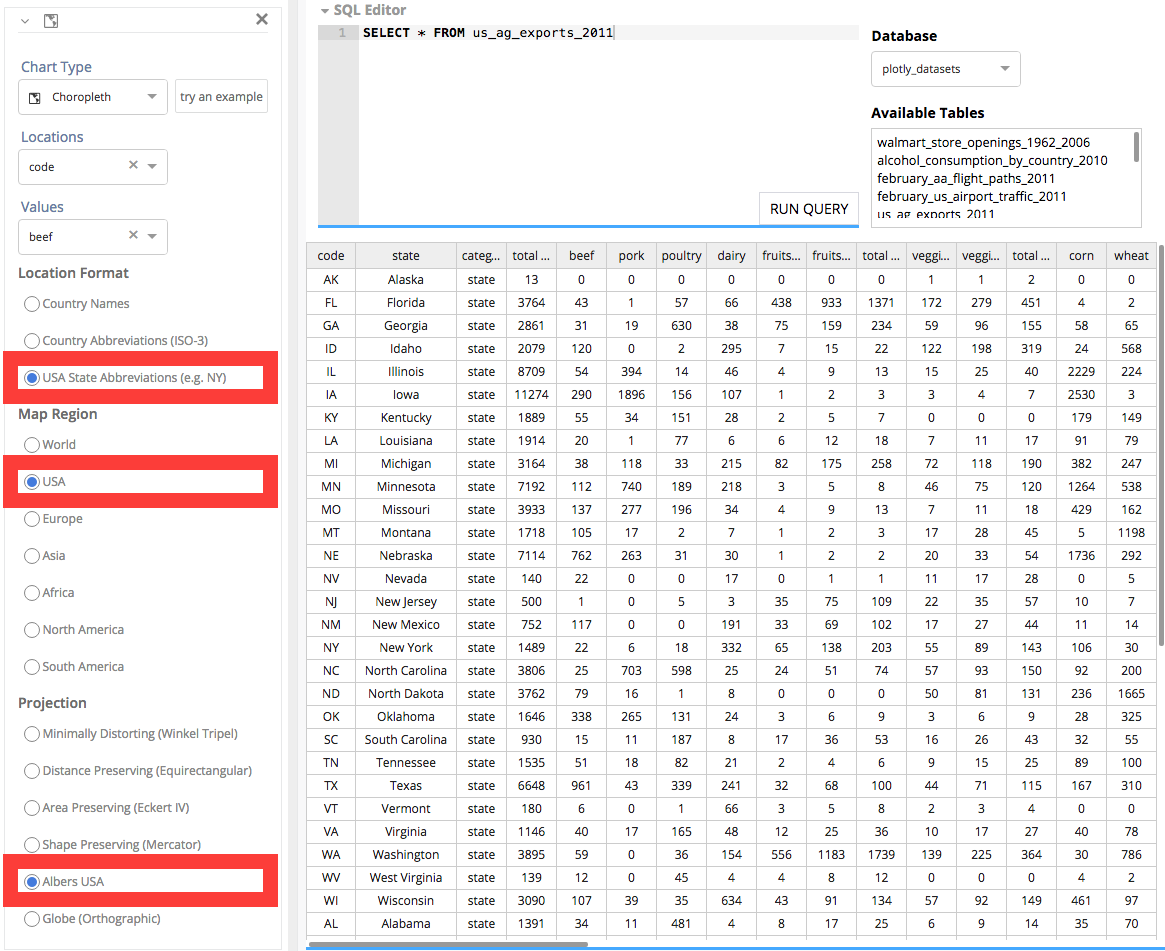 Chart Type
Choropleth
try an example
Locations
code
Values
beef
Location Format
Country Names
Country Abbreviations (ISO-3)
USA State Abbreviations (e.g. NY)
Map Region
World
USA
Europe
Asia
Africa
North America
South America
Projection
Minimally Distorting (Winkel Tripel)
Distance Preserving (Equirectangular)
Area Preserving (Eckert IV)
Shape Preserving (Mercator)
Albers USA
Globe (Orthographic)
SQL Editor
1 SELECT * FROM us_ag_exports_2011
RUN QUERY
Database
plotly_datasets
Available Tables
walmart_store_openings_1962_2006
alcohol_consumption_by_country_2010
february_aa_flight_paths_2011
february_us_airport_traffic_2011
us_ag_exports_2011
code state categ... total ... beef pork poultry dairy fruits... fruits... total ... veggi... veggi... total ... corn wheat
AK Alaska state 13 0 0 0 0 0 0 0 1 1 2 0 0
FL Florida state 3764 43 1 57 66 438 933 1371 172 279 451 4 2
GA Georgia state 2861 31 19 630 38 75 159 234 59 96 155 58 65
ID Idaho state 2079 120 0 2 295 7 15 22 122 198 319 24 568
IL Illinois state 8709 54 394 14 46 4 9 13 15 25 40 2229 224
IA Iowa state 11274 290 1896 156 107 1 2 3 3 4 7 2530 3
KY Kentucky state 1889 55 34 151 28 2 5 7 0 0 0 179 149
LA Louisiana state 1914 20 1 77 6 6 12 18 7 11 17 91 79
MI Michigan state 3164 38 118 33 215 82 175 258 72 118 190 382 247
MN Minnesota state 7192 112 740 189 218 3 5 8 46 75 120 1264 538
MO Missouri state 3933 137 277 196 34 4 9 13 7 11 18 429 162
MT Montana state 1718 105 17 2 7 1 2 3 17 28 45 5 1198
NE Nebraska state 7114 762 263 31 30 1 2 2 20 33 54 1736 292
NV Nevada state 140 22 0 0 17 0 1 1 11 17 28 0 5
NJ New Jersey state 500 1 0 5 3 35 75 109 22 35 57 10 7
NM New Mexico state 752 117 0 0 191 33 69 102 17 27 44 11 14
NY New York state 1489 22 6 18 332 65 138 203 55 89 143 106 30
NC North Carolina state 3806 25 703 598 25 24 51 74 57 93 150 92 200
ND North Dakota state 3762 79 16 1 8 0 0 0 50 81 131 236 1665
OK Oklahoma state 1646 338 265 131 24 3 6 9 3 6 9 28 325
SC South Carolina state 930 15 11 187 8 17 36 53 16 26 43 32 55
TN Tennessee state 1535 51 18 82 21 2 4 6 9 15 25 89 100
TX Texas state 6648 961 43 339 241 32 68 100 44 71 115 167 310
VT Vermont state 180 6 0 1 66 3 5 8 2 3 4 0 0
VA Virginia state 1146 40 17 165 48 12 25 36 10 17 27 40 78
WA Washington state 3895 59 0 36 154 556 1183 1739 139 225 364 30 786
WV West Virginia state 139 12 0 45 4 4 8 12 0 0 0 4 2
WI Wisconsin state 3090 107 39 35 634 43 91 134 57 92 149 461 97
AL Alabama state 1391 34 11 481 4 8 17 25 6 9 14 35 70